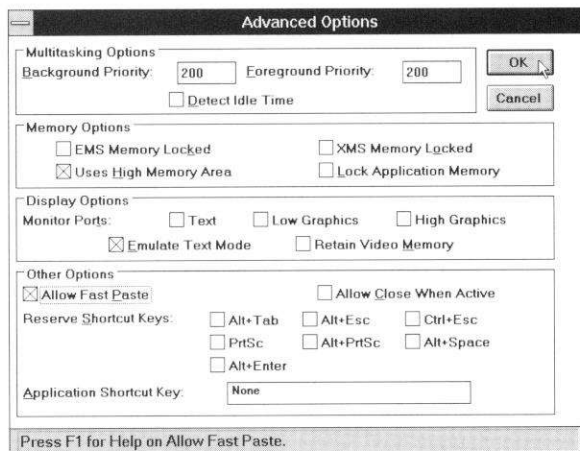 Advanced Options
Multitasking Options
Background Priority: 200 Foreground Priority: 200
Detect Idle Time
OK
Cancel
Memory Options
EMS Memory Locked XMS Memory Locked
Uses High Memory Area Lock Application Memory
Display Options
Monitor Ports: Text Low Graphics High Graphics
Emulate Text Mode Retain Video Memory
Other Options
Allow Fast Paste Allow Close When Active
Reserve Shortcut Keys: Alt+Tab Alt+Esc Ctrl+Esc
PrtSc Alt+PrtSc Alt+Space
Alt+Enter
Application Shortcut Key: None
Press F1 for Help on Allow Fast Paste.